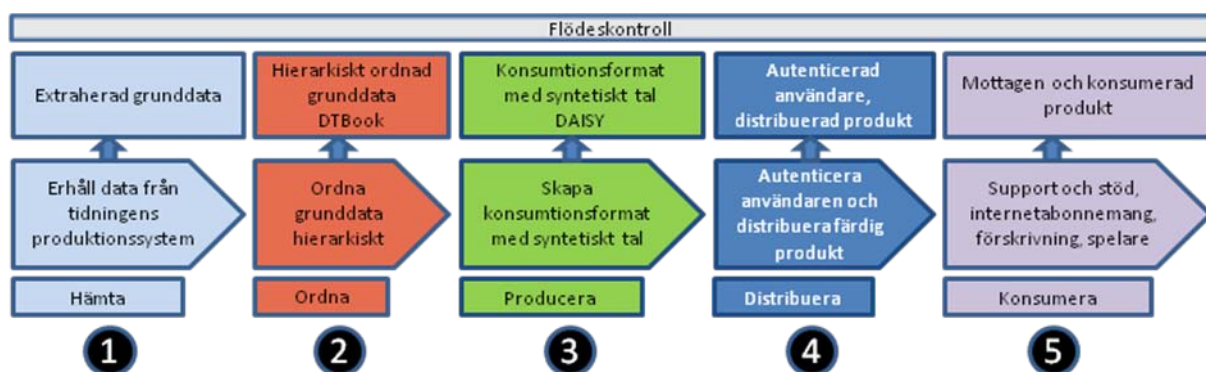 Flödeskontroll
Extraherad grunddata
Hierarkiskt ordnad
grunddata
DTBook
Konsumtionsformat
med syntetiskt tal
DAISY
Autenticerad
användare,
distribuerad produkt
Mottagen och konsumerad
produkt
Erhåll data från
tidningens
produktionssystem
Ordna
grunddata
hierarkiskt
Skapa
konsumtionsformat
med syntetiskt tal
Autenticera
användaren och
distribuera färdig
produkt
Support och stöd,
internetabonnemang,
förskrivning, spelare
Hämta
Ordna
Producera
Distribuera
Konsumera
1
2
3
4
5